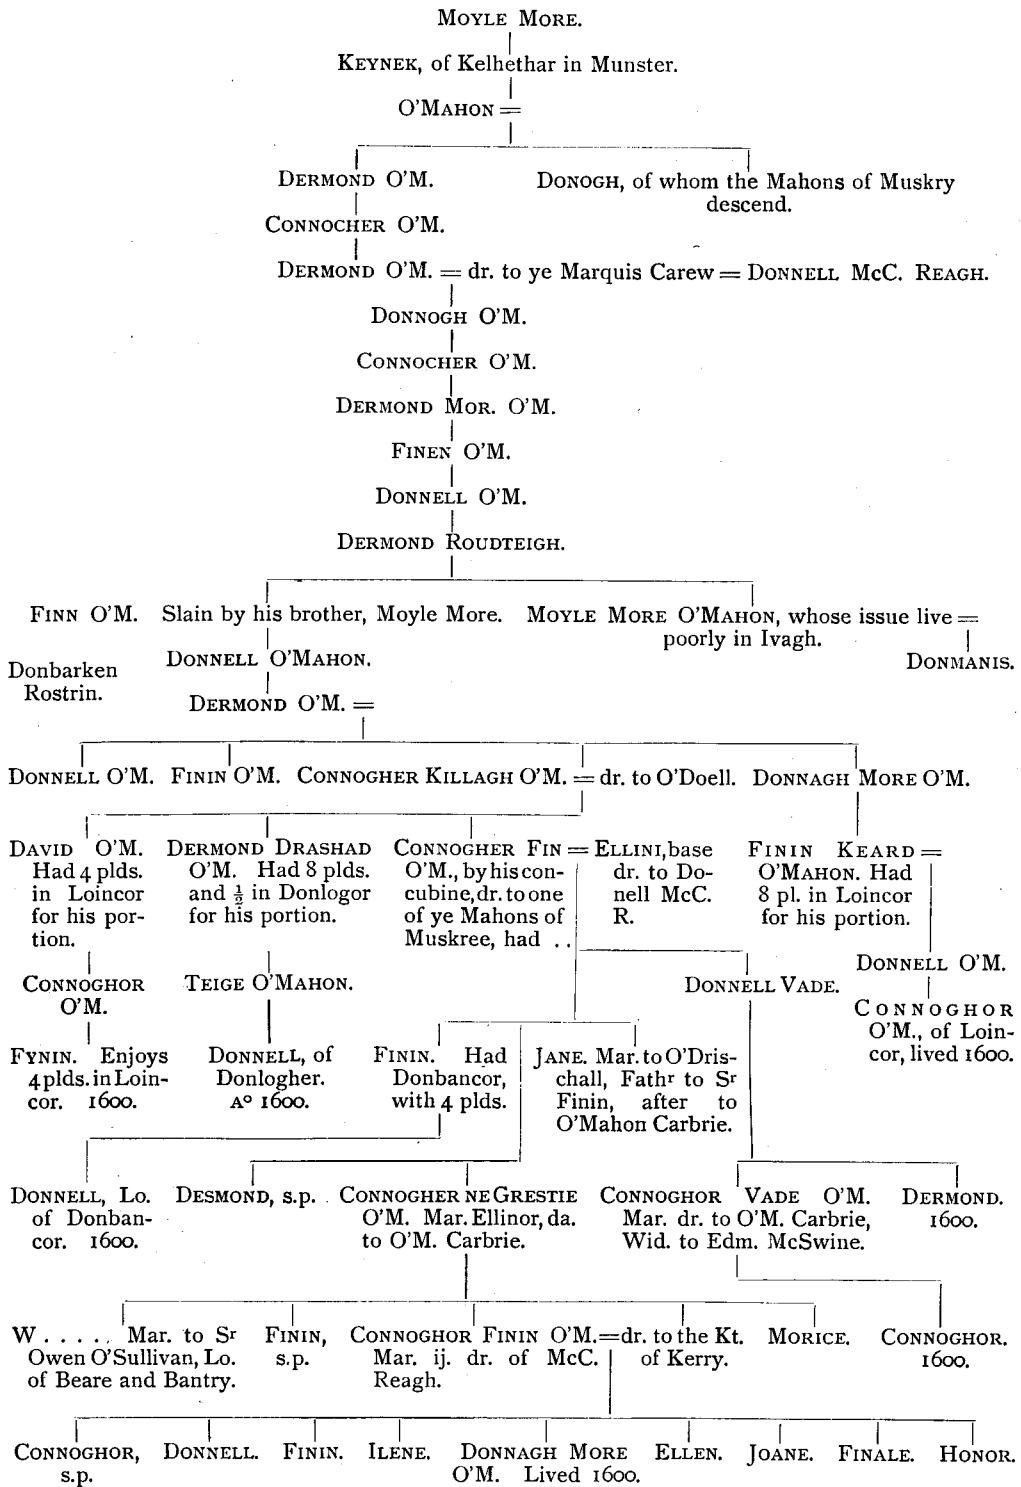 MOYLE MORE.
KEYNEK, of Kelhethar in Munster.
O'MAHON =
DERMOND O'M.
DONOGH, of whom the Mahons of Muskry
descend.
CONNOCHER O'M.
DERMOND O'M. = dr. to ye Marquis Carew = DONNELL McC. REAGH.
DONNOGH O'M.
CONNOCHER O'M.
DERMOND MOR. O'M.
FINEN O'M.
DONNELL O'M.
DERMOND ROUDTEIGH.
FINN O'M. Slain by his brother, Moyle More.
MOYLE MORE O'MAHON, whose issue live =
poorly in Ivagh.
DONMANIS.
Donbarken
Rostrin.
DONNELL O'MAHON.
DERMOND O'M. =
DONNELL O'M. FININ O'M. CONNOGHER KILLAGH O'M. = dr. to O'Doell. DONNAGH MORE O'M.
DAVID O'M.
Had 4 plds.
in Loincor
for his por-
tion.
DERMOND DRASHAD
O'M. Had 8 plds.
and ½ in Donlogor
for his portion.
CONNOGHER FIN =
O'M., by his con-
cubine, dr. to one
of ye Mahons of
Muskree, had . .
ELLINI, base
dr. to Do-
nell McC.
R.
FININ KEARD =
O'MAHON. Had
8 pl. in Loincor
for his portion.
CONNOGHOR
O'M.
TEIGE O'MAHON.
DONNELL VADE.
DONNELL O'M.
CONNOGHOR
O'M., of Loin-
cor, lived 1600.
FYNIN. Enjoys
4 plds. in Loin-
cor. 1600.
DONNELL, of
Donlogher.
Aº 1600.
FININ. Had
Donbancor,
with 4 plds.
JANE. Mar. to O'Dris-
chall, Fathʳ to Sʳ
Finin, after to
O'Mahon Carbrie.
DONNELL, Lo.
of Donban-
cor. 1600.
DESMOND, s.p.
CONNOGHER NE GRESTIE
O'M. Mar. Ellinor, da.
to O'M. Carbrie.
CONNOGHOR VADE O'M.
Mar. dr. to O'M. Carbrie,
Wid. to Edm. McSwine.
DERMOND.
1600.
W . . . . . Mar. to Sʳ
Owen O'Sullivan, Lo.
of Beare and Bantry.
FININ,
s.p.
CONNOGHOR FININ O'M. =
Mar. ij. dr. of McC.
Reagh.
dr. to the Kt.
of Kerry.
MORICE.
CONNOGHOR.
1600.
CONNOGHOR,
s.p.
DONNELL.
FININ.
ILENE.
DONNAGH MORE
O'M. Lived 1600.
ELLEN.
JOANE.
FINALE.
HONOR.